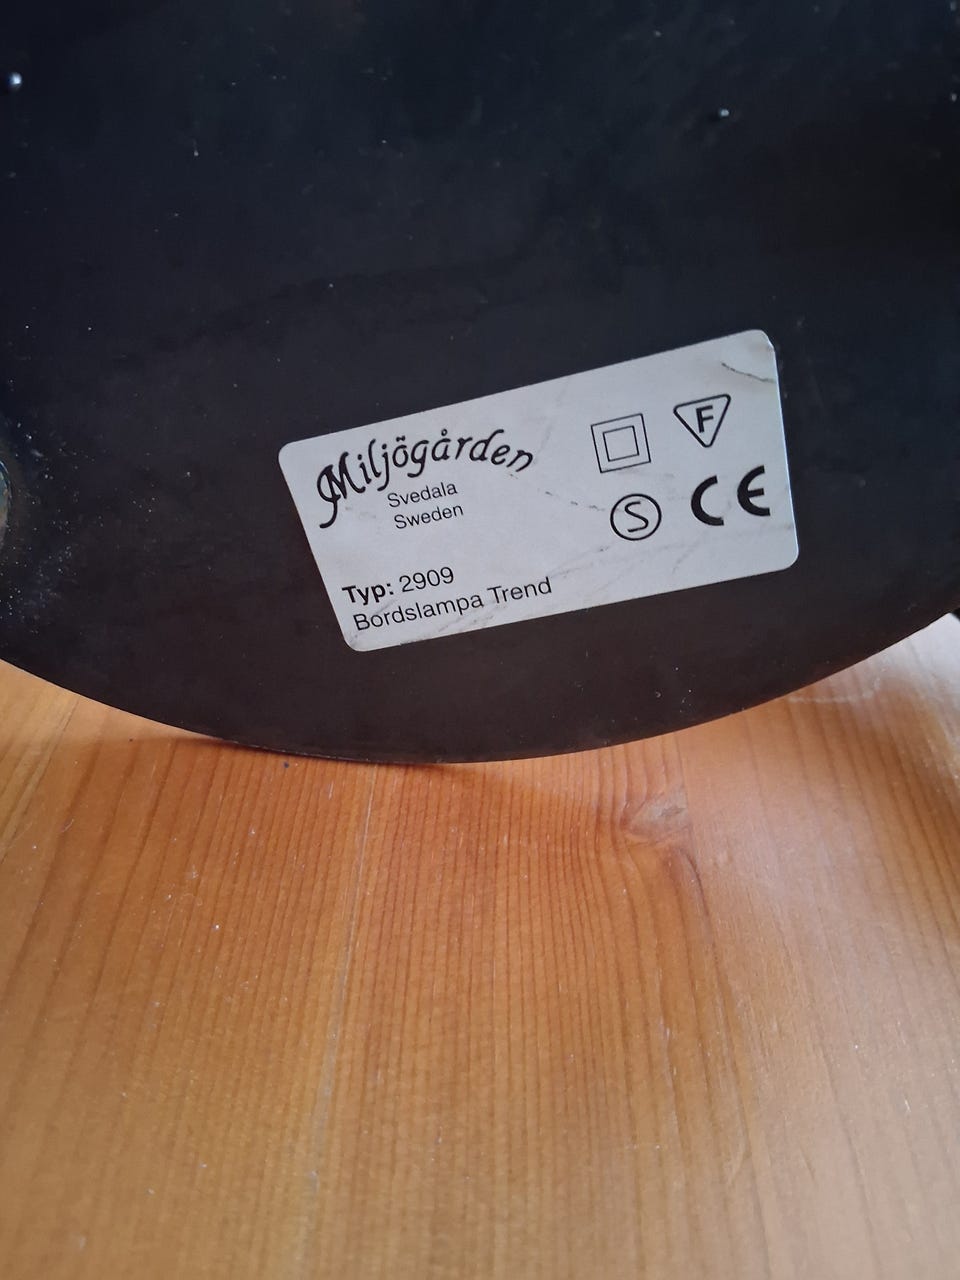 Miljögården
Svedala
Sweden
Typ: 2909
Bordslampa Trend
F
S
CE